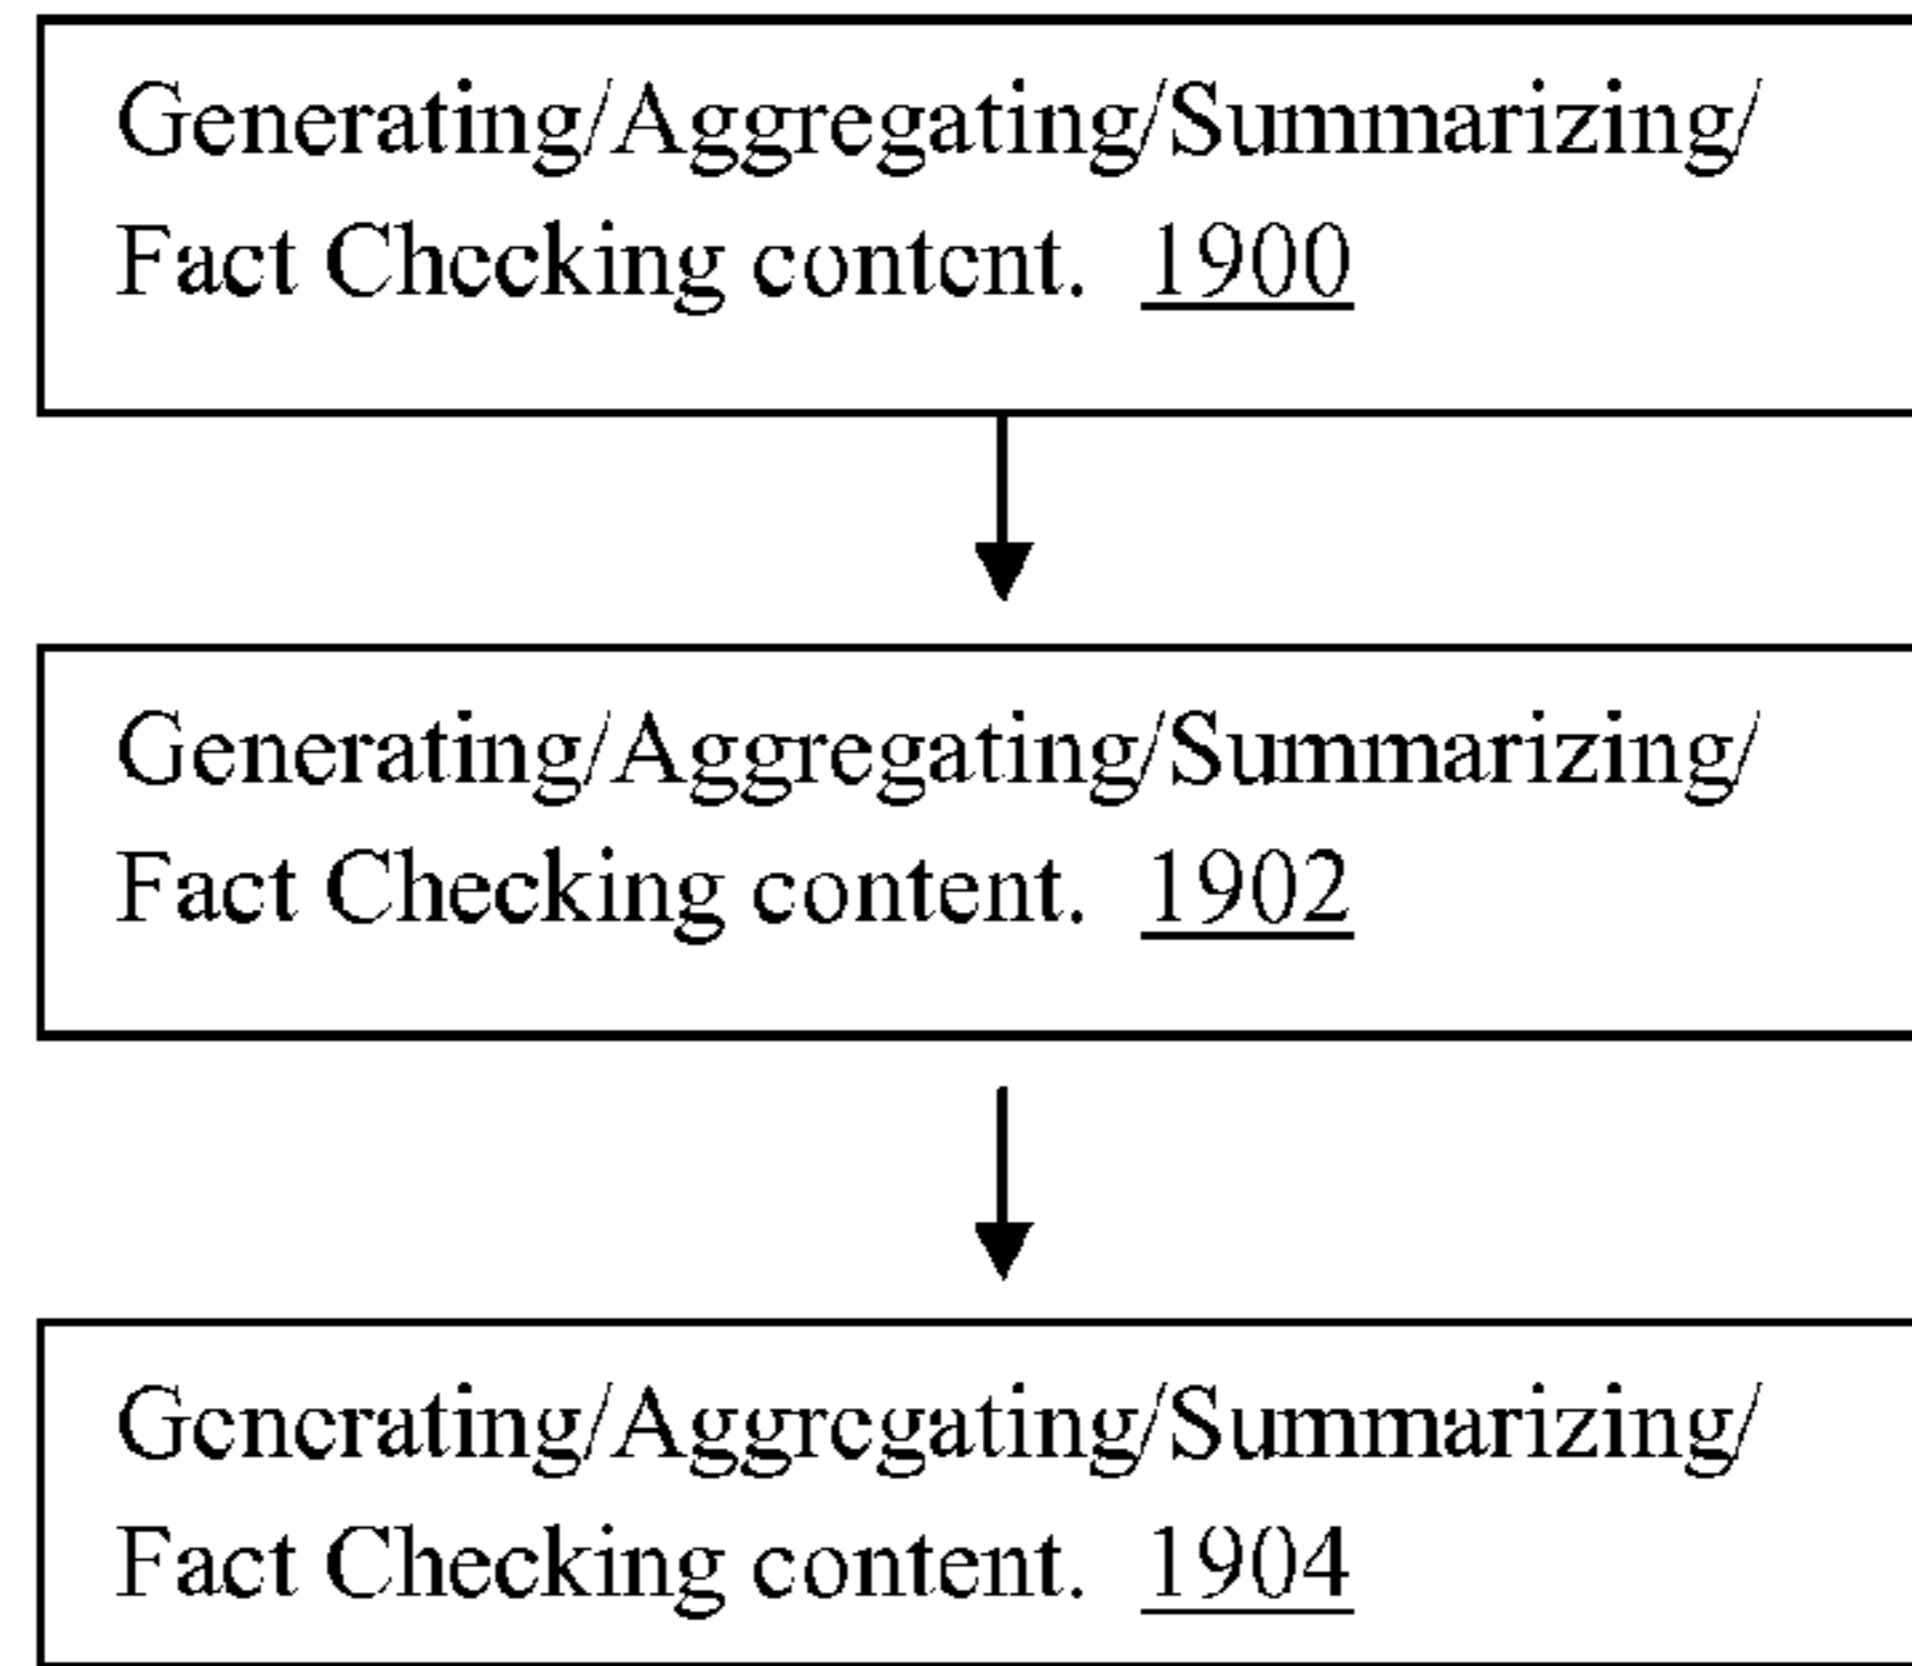 Generating/Aggregating/Summarizing/
Fact Checking content. 1900
Generating/Aggregating/Summarizing/
Fact Checking content. 1902
Generating/Aggregating/Summarizing/
Fact Checking content. 1904